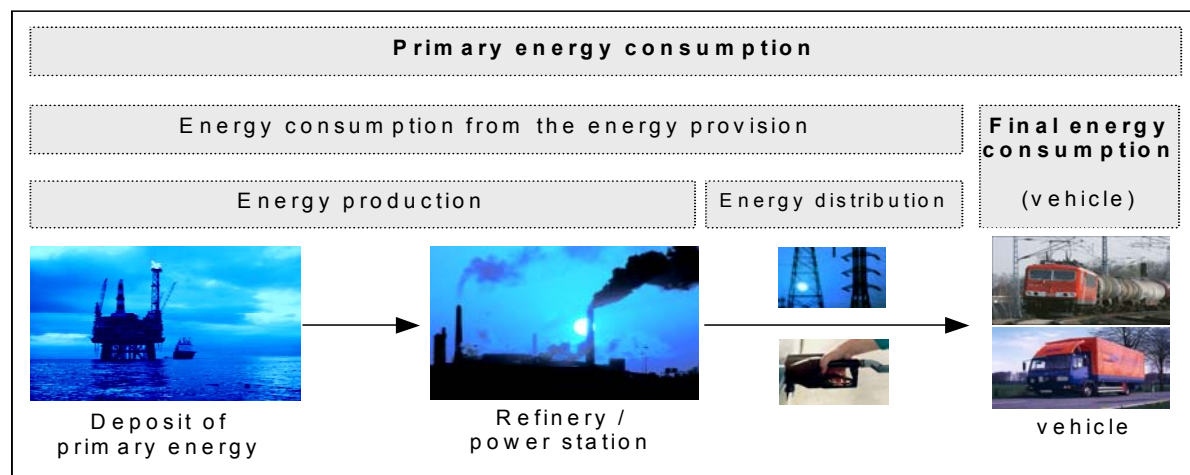 Primary energy consumption
Energy consumption from the energy provision
Final energy
consumption
(vehicle)
Energy production
Energy distribution
Deposit of
primary energy
Refinery /
power station
vehicle